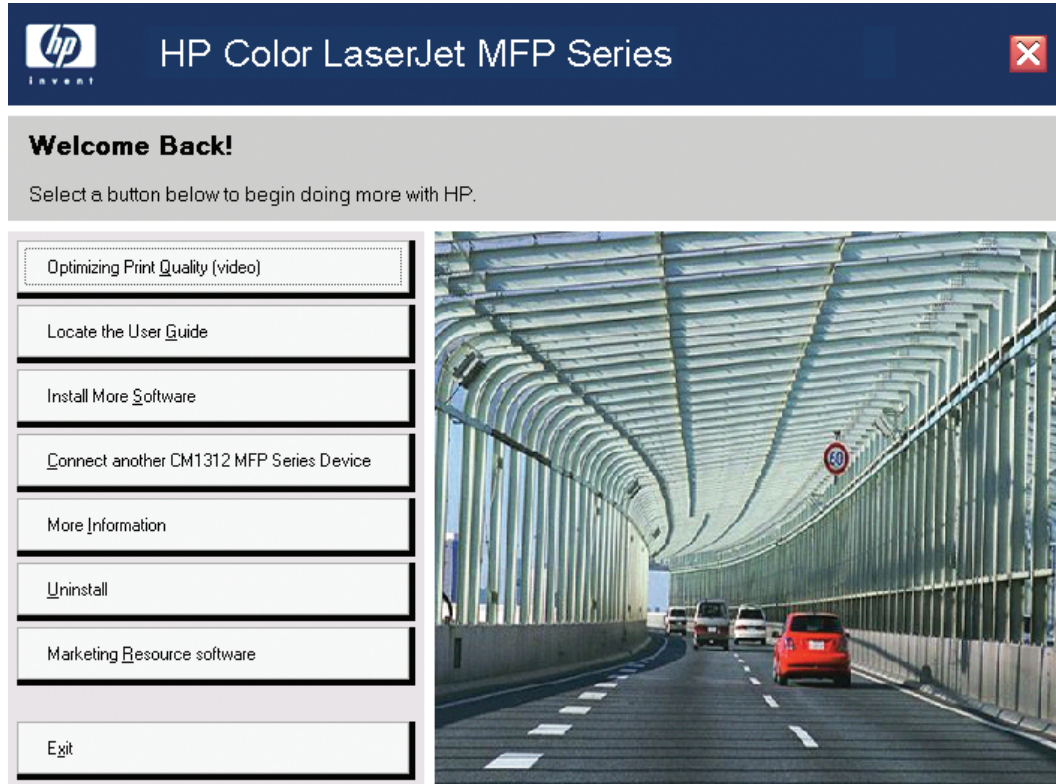 hp
invent
HP Color LaserJet MFP Series
Welcome Back!
Select a button below to begin doing more with HP.
Optimizing Print Quality (video)
Locate the User Guide
Install More Software
Connect another CM1312 MFP Series Device
More Information
Uninstall
Marketing Resource software
Exit
60